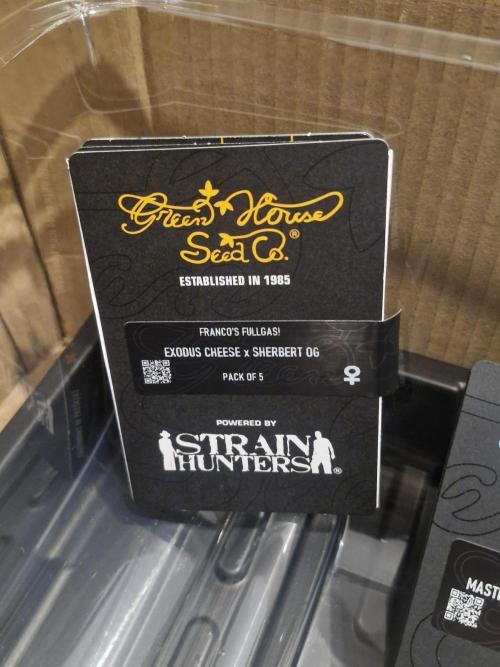 Green House
Seed Co.®
ESTABLISHED IN 1985
FRANCO'S FULLGAS!
EXODUS CHEESE x SHERBERT OG
PACK OF 5
POWERED BY
STRAIN
HUNTERS®